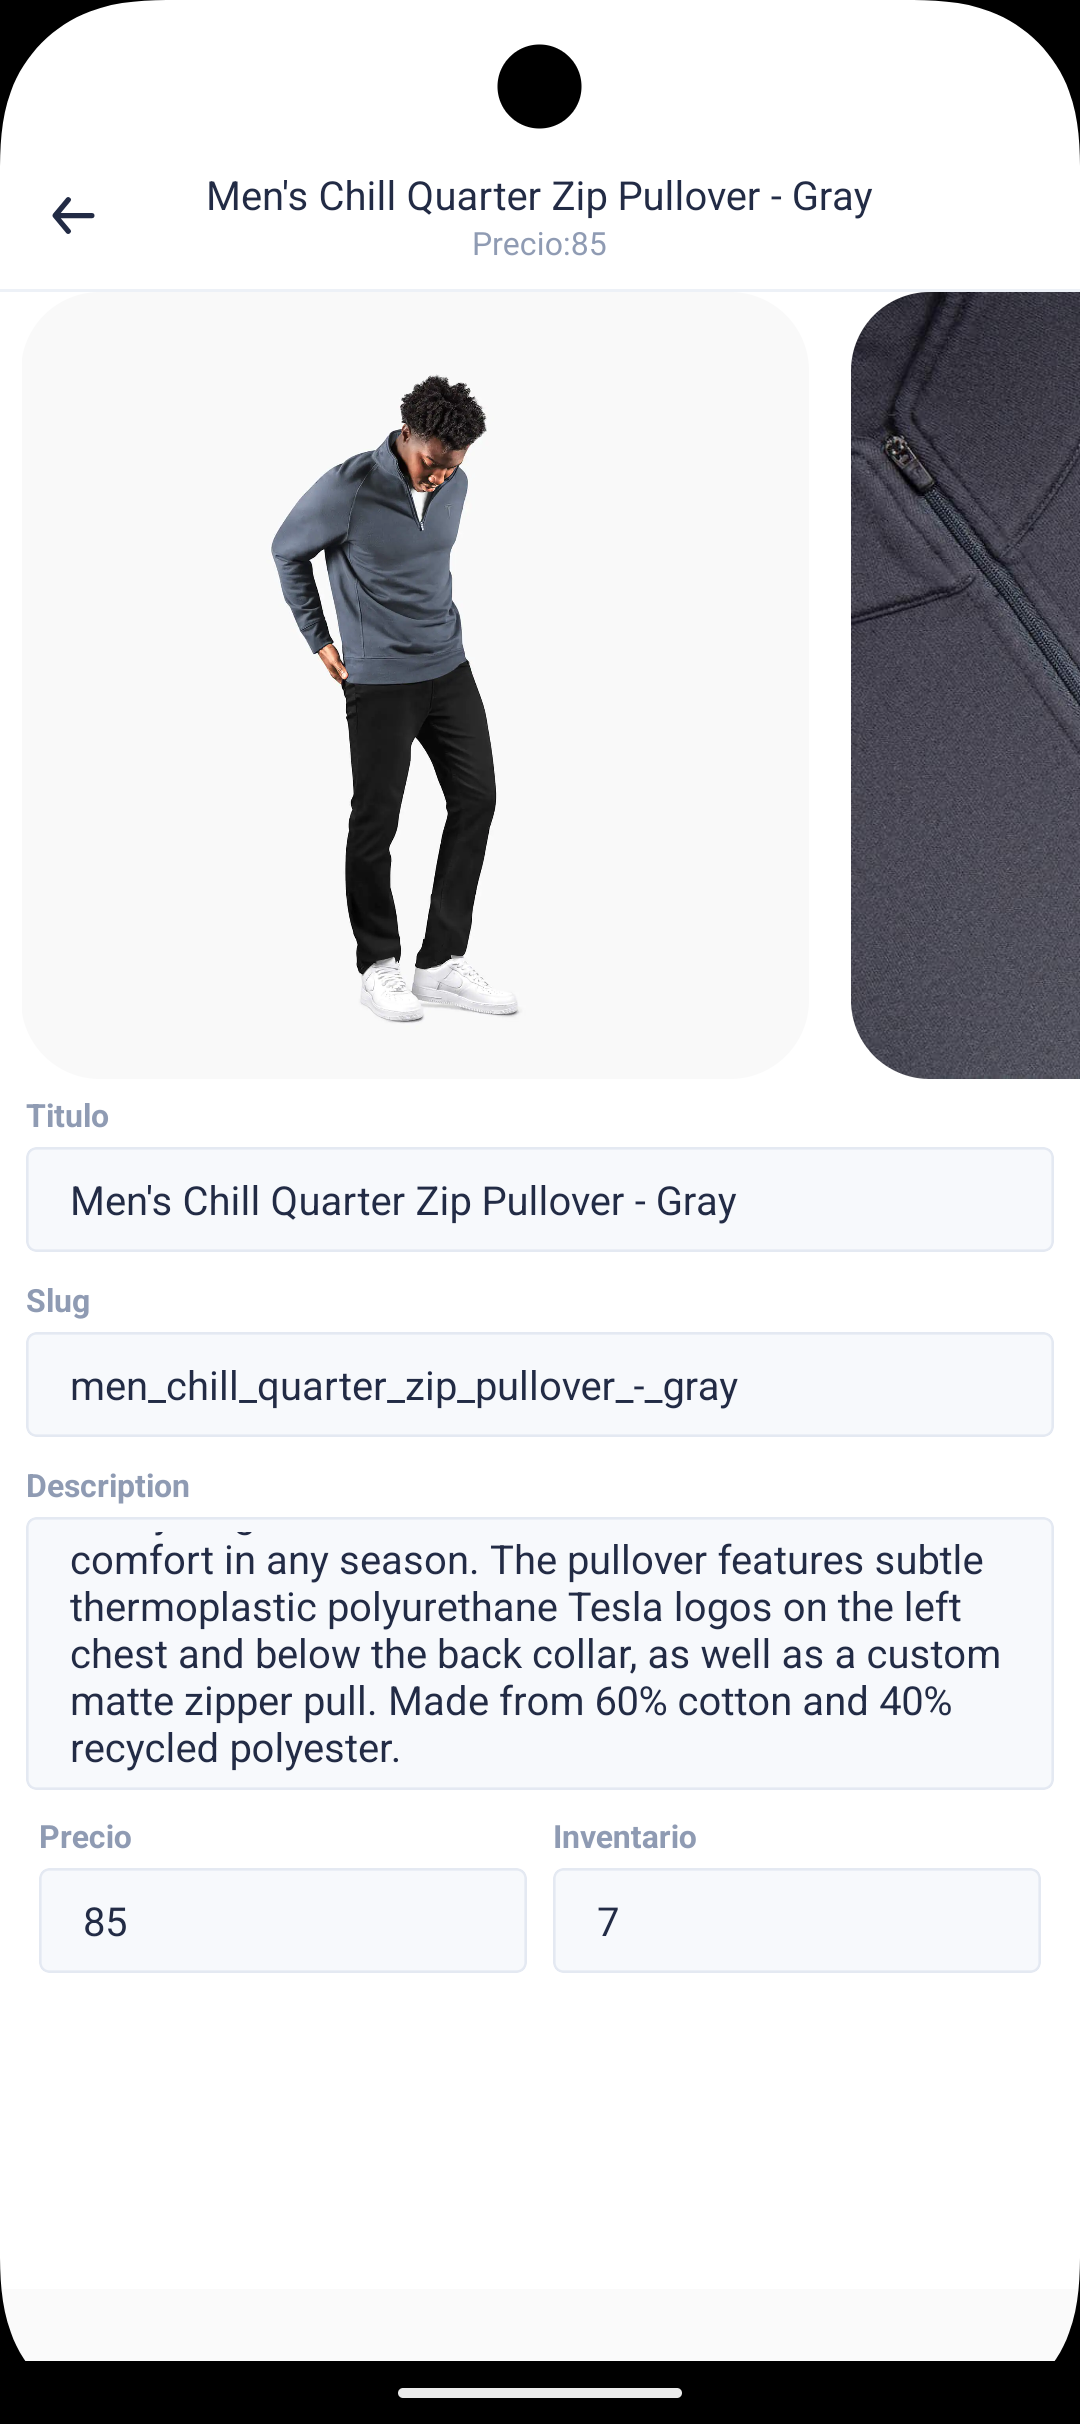 Men's Chill Quarter Zip Pullover - Gray
Precio:85
Titulo
Men's Chill Quarter Zip Pullover - Gray
Slug
men_chill_quarter_zip_pullover_-_gray
Description
comfort in any season. The pullover features subtle
thermoplastic polyurethane Tesla logos on the left
chest and below the back collar, as well as a custom
matte zipper pull. Made from 60% cotton and 40%
recycled polyester.
Precio
Inventario
85
7